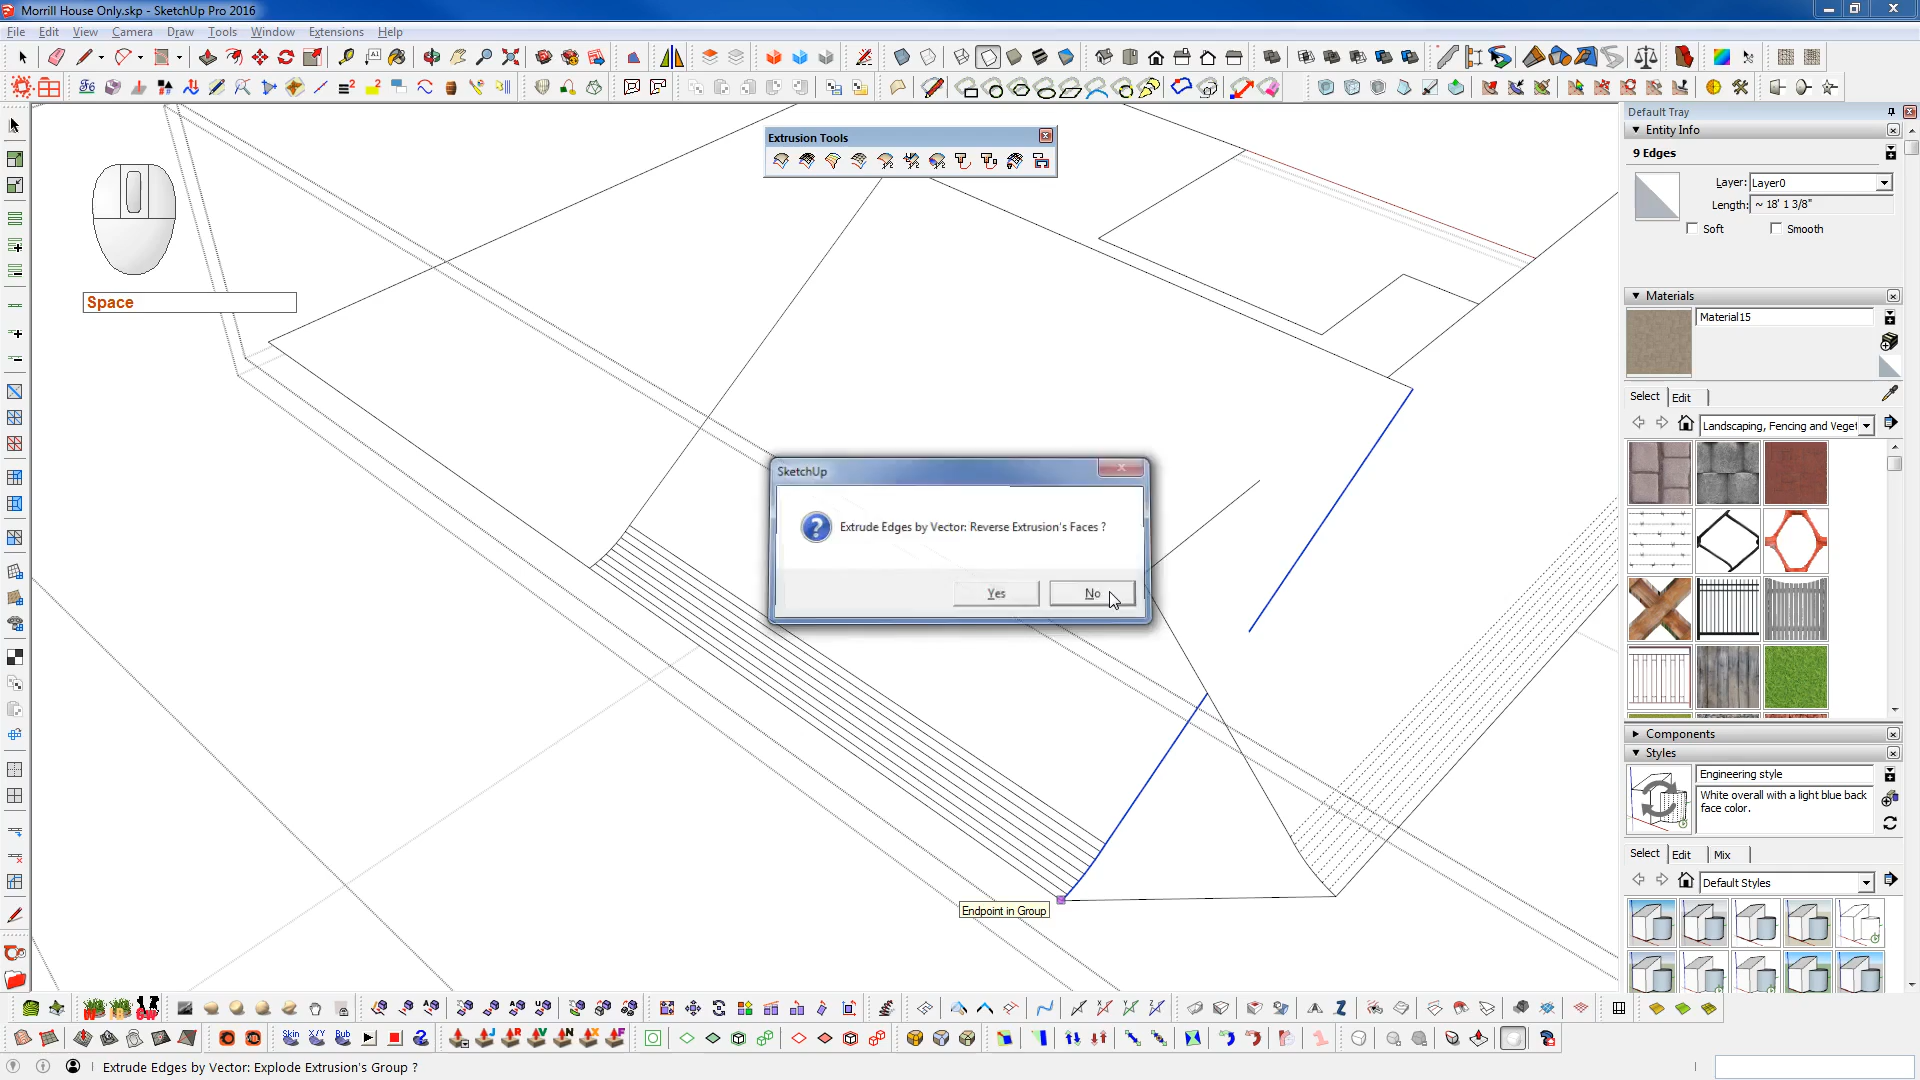 Morrill House Only.skp - SketchUp Pro 2016
File Edit View Camera Draw Tools Window Extensions Help
Extrusion Tools
Space
SketchUp
Extrude Edges by Vector: Reverse Extrusion's Faces ?
Yes No
Endpoint in Group
Default Tray
Entity Info
9 Edges
Layer: Layer0
Length: ~ 18' 1 3/8"
Soft Smooth
Materials
Material15
Select Edit
Landscaping, Fencing and Veget
Components
Styles
Engineering style
White overall with a light blue back
face color.
Select Edit Mix
Default Styles
Skin X/Y Bub
Extrude Edges by Vector: Explode Extrusion's Group ?